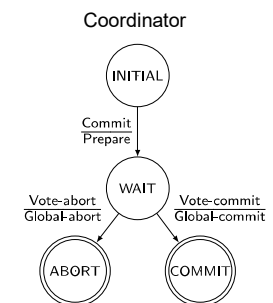 Coordinator
INITIAL
Commit
Prepare
WAIT
Vote-abort Vote-commit
Global-abort Global-commit
ABORT COMMIT